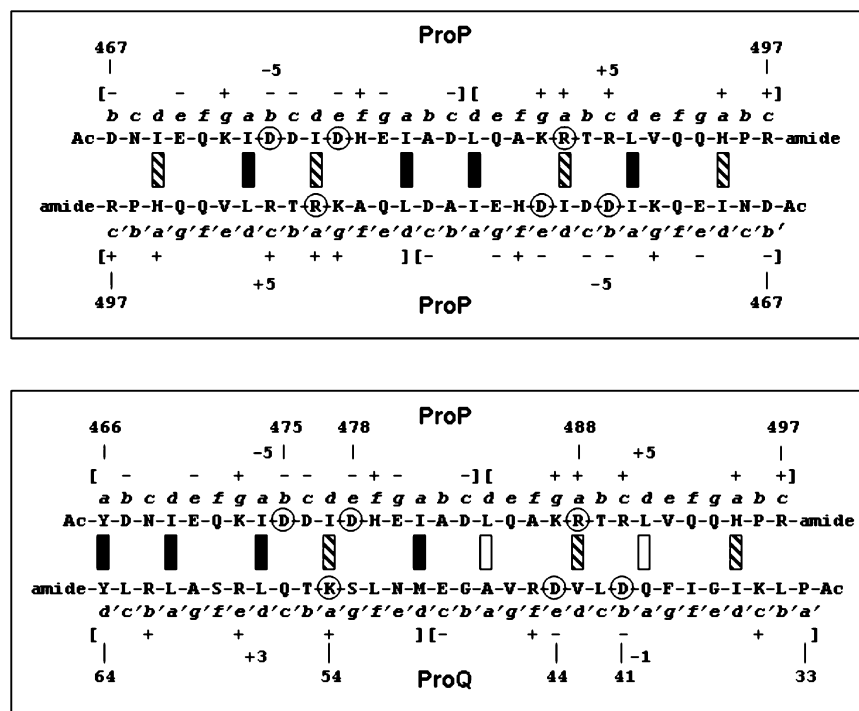 ProP
467 497
-5 +5
[- - + - - - + - - ][ + + + + +]
b c d e f g a b c d e f g a b c d e f g a b c d e f g a b c
Ac-D-N-I-E-Q-K-I-D-D-I-D-H-E-I-A-D-L-Q-A-K-R-T-R-L-V-Q-Q-H-P-R-amide
amide-R-P-H-Q-Q-V-L-R-T-R-K-A-Q-L-D-A-I-E-H-D-I-D-D-I-K-Q-E-I-N-D-Ac
c'b'a'g'f'e'd'c'b'a'g'f'e'd'c'b'a'g'f'e'd'c'b'a'g'f'e'd'c'b'
[+ + + + + ][- - + - - - + - -]
+5 -5
497 467
ProP
ProP
466 475 478 488 497
-5 +5
[ - - + - - - + - - ][ + + + + +]
a b c d e f g a b c d e f g a b c d e f g a b c d e f g a b c
Ac-Y-D-N-I-E-Q-K-I-D-D-I-D-H-E-I-A-D-L-Q-A-K-R-T-R-L-V-Q-Q-H-P-R-amide
amide-Y-L-R-L-A-S-R-L-Q-T-K-S-L-N-M-E-G-A-V-R-D-V-L-D-Q-F-I-G-I-K-L-P-Ac
d'c'b'a'g'f'e'd'c'b'a'g'f'e'd'c'b'a'g'f'e'd'c'b'a'g'f'e'd'c'b'a'
[ + + + ][- + - - + ]
+3 -1
64 54 44 41 33
ProQ